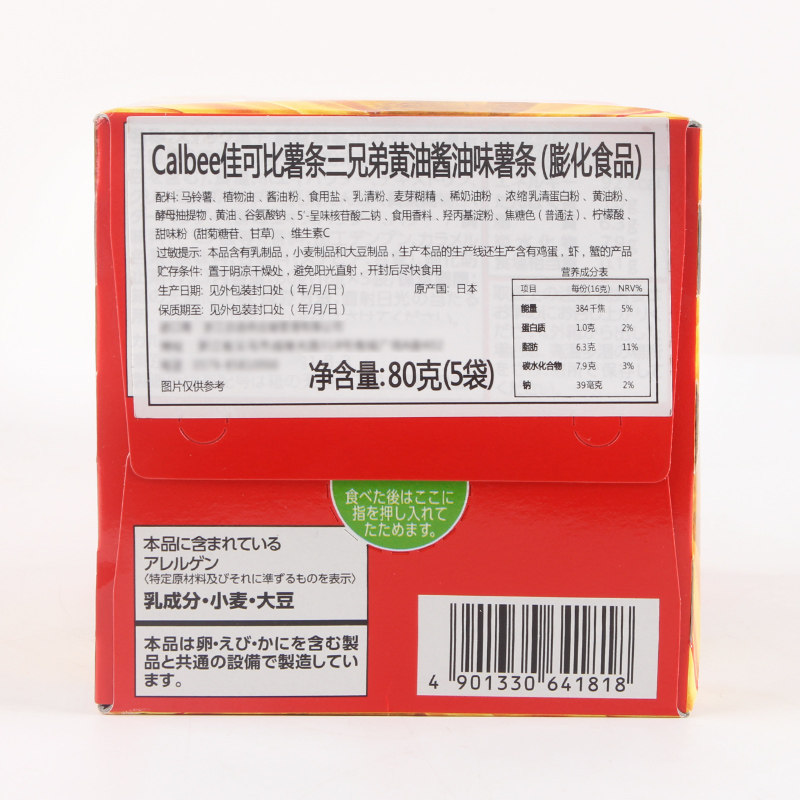 Calbee佳可比薯条三兄弟黄油酱油味薯条(膨化食品)
配料: 马铃薯、植物油 、酱油粉、食用盐、乳清粉、麦芽糊精 、稀奶油粉 、浓缩乳清蛋白粉 、黄油粉、
酵母抽提物 、黄油 、谷氨酸钠 、5'-呈味核苷酸二钠 、食用香料 、羟丙基淀粉 、焦糖色 (普通法) 、柠檬酸、
甜味粉 (甜菊糖苷、甘草) 、维生素C
过敏提示: 本品含有乳制品 , 小麦制品和大豆制品 , 生产本品的生产线还生产含有鸡蛋 , 虾 , 蟹的产品
贮存条件: 置于阴凉干燥处 , 避免阳光直射 , 开封后尽快食用
生产日期: 见外包装封口处 ( 年/月/日 ) 原产国: 日本
保质期至: 见外包装封口处 ( 年/月/日 )
图片仅供参考
净含量: 80克(5袋)
营养成分表
项目 每份(16克) NRV%
能量 384千焦 5%
蛋白质 1.0克 2%
脂肪 6.3克 11%
碳水化合物 7.9克 3%
钠 39毫克 2%
食べた後はここに
指を押し入れて
たためます。
本品に含まれている
アレルゲン
〈特定原材料及びそれに準ずるものを表示〉
乳成分・小麦・大豆
本品は卵・えび・かにを含む製
品と共通の設備で製造してい
ます。
4 901330 641818